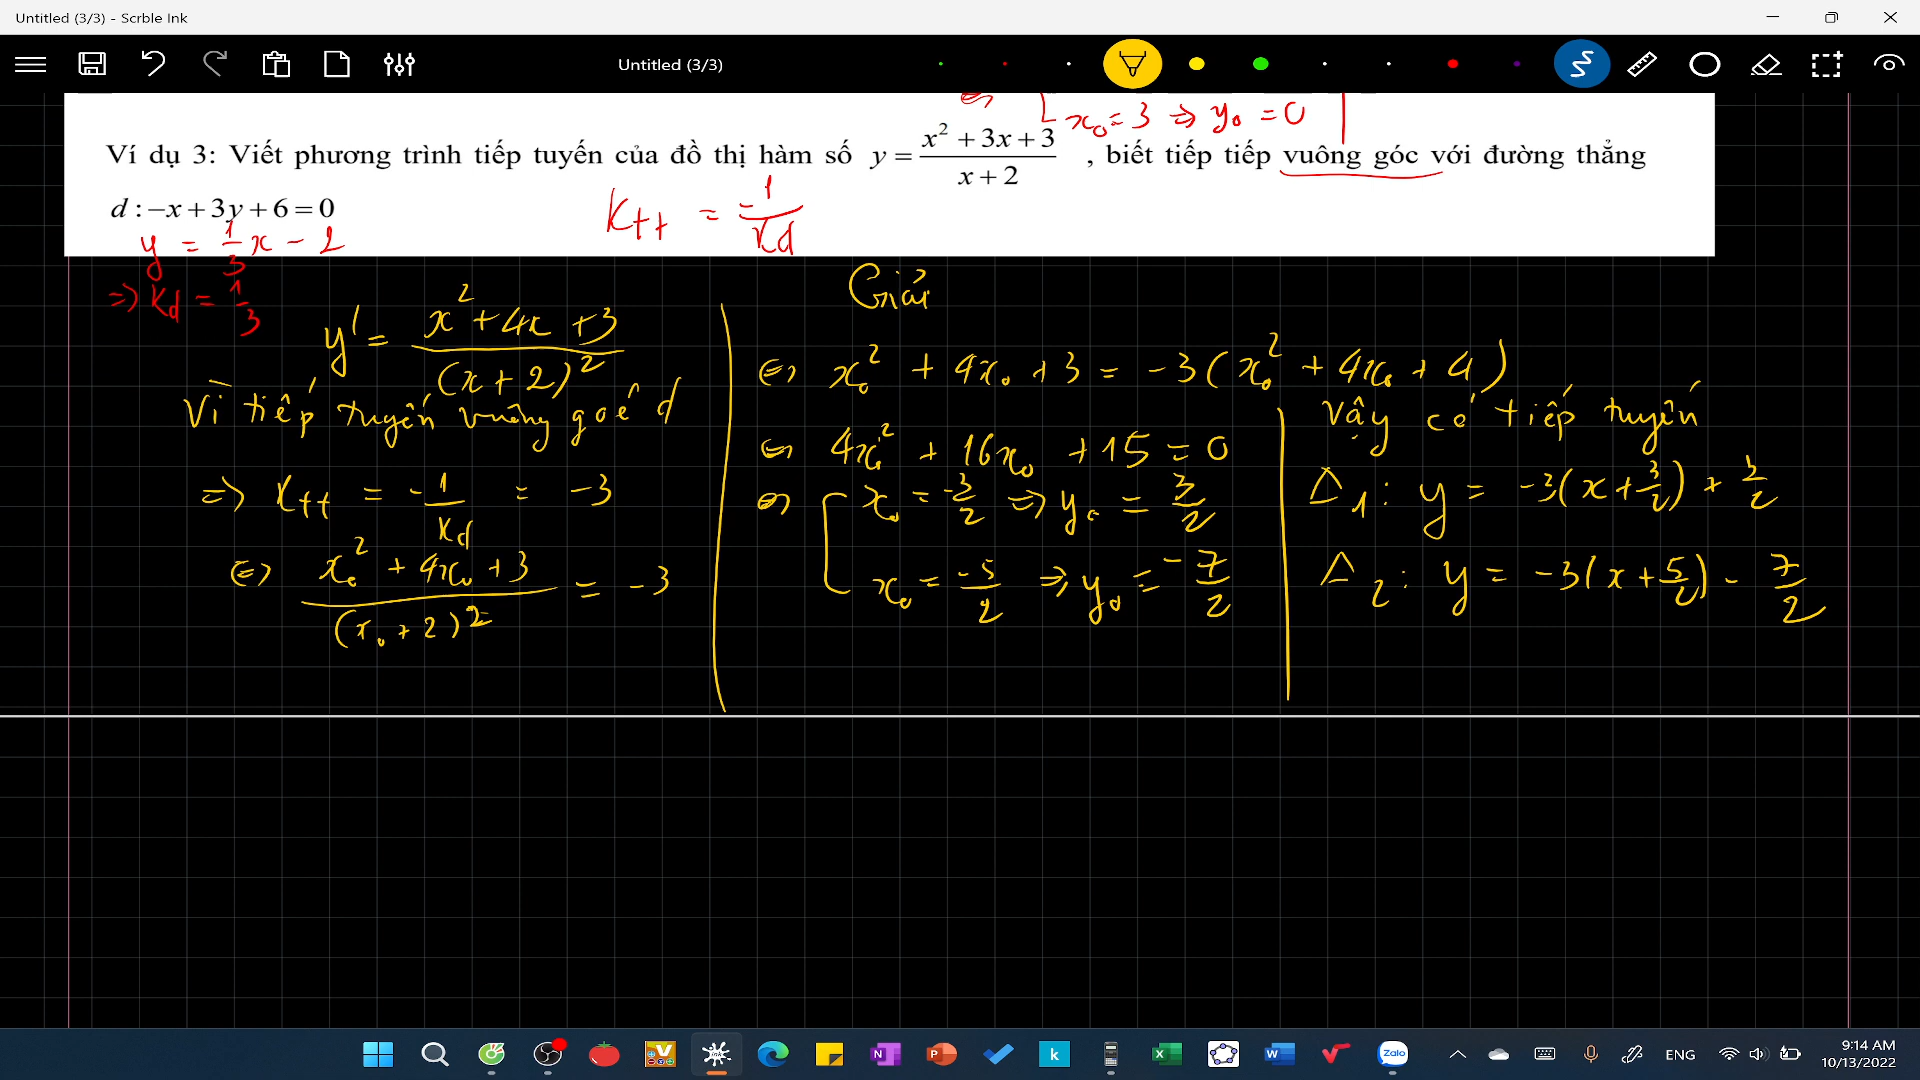 Untitled (3/3) - Scrble Ink
Untitled (3/3)
x₀ = 3 ⇒ y₀ = 0
Ví dụ 3: Viết phương trình tiếp tuyến của đồ thị hàm số y = (x² + 3x + 3)/(x + 2) , biết tiếp tiếp vuông góc với đường thẳng
d : −x + 3y + 6 = 0
Ktt = -1/Kd
y = 1/3 x - 2
⇒ Kd = 1/3
Giải
y' = (x² + 4x + 3)/(x + 2)²
Vì tiếp tuyến vuông góc d
⇒ Ktt = -1/Kd = -3
⇔ (x₀² + 4x₀ + 3)/(x₀ + 2)² = -3
⇔ x₀² + 4x₀ + 3 = -3(x₀² + 4x₀ + 4)
⇔ 4x₀² + 16x₀ + 15 = 0
⇔ [ x₀ = -3/2 ⇒ y₀ = 3/2
x₀ = -5/2 ⇒ y₀ = -7/2
Vậy có tiếp tuyến
Δ₁: y = -3(x + 3/2) + 3/2
Δ₂: y = -3(x + 5/2) - 7/2
Zalo
ENG
9:14 AM
10/13/2022